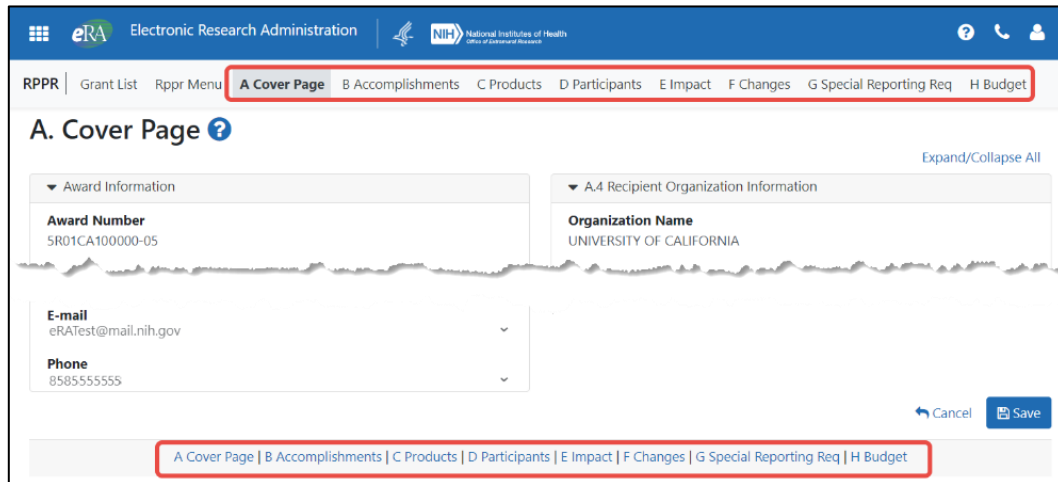 eRA Electronic Research Administration NIH National Institutes of Health
Office of Extramural Research
RPPR Grant List Rppr Menu A Cover Page B Accomplishments C Products D Participants E Impact F Changes G Special Reporting Req H Budget
A. Cover Page ?
Expand/Collapse All
Award Information
A.4 Recipient Organization Information
Award Number
5R01CA100000-05
Organization Name
UNIVERSITY OF CALIFORNIA
E-mail
eRATest@mail.nih.gov
Phone
8585555555
Cancel Save
A Cover Page | B Accomplishments | C Products | D Participants | E Impact | F Changes | G Special Reporting Req | H Budget